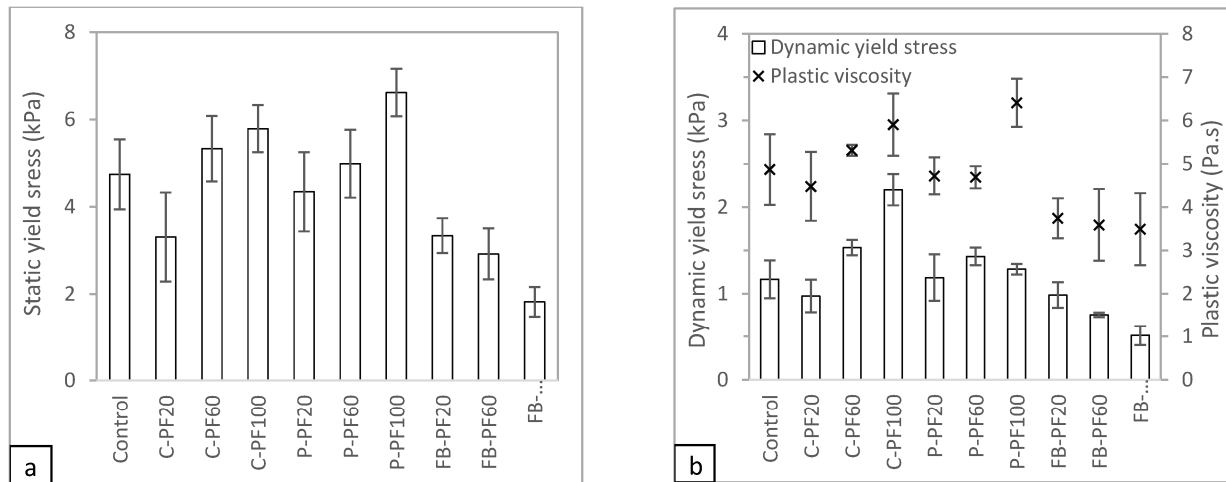 8
6
4
2
0
Static yield sress (kPa)
Control
C-PF20
C-PF60
C-PF100
P-PF20
P-PF60
P-PF100
FB-PF20
FB-PF60
FB-...
a
Dynamic yield stress
Plastic viscosity
4
3
2
1
0
Dynamic yield sress (kPa)
8
7
6
5
4
3
2
1
0
Plastic viscosity (Pa.s)
Control
C-PF20
C-PF60
C-PF100
P-PF20
P-PF60
P-PF100
FB-PF20
FB-PF60
FB-...
b